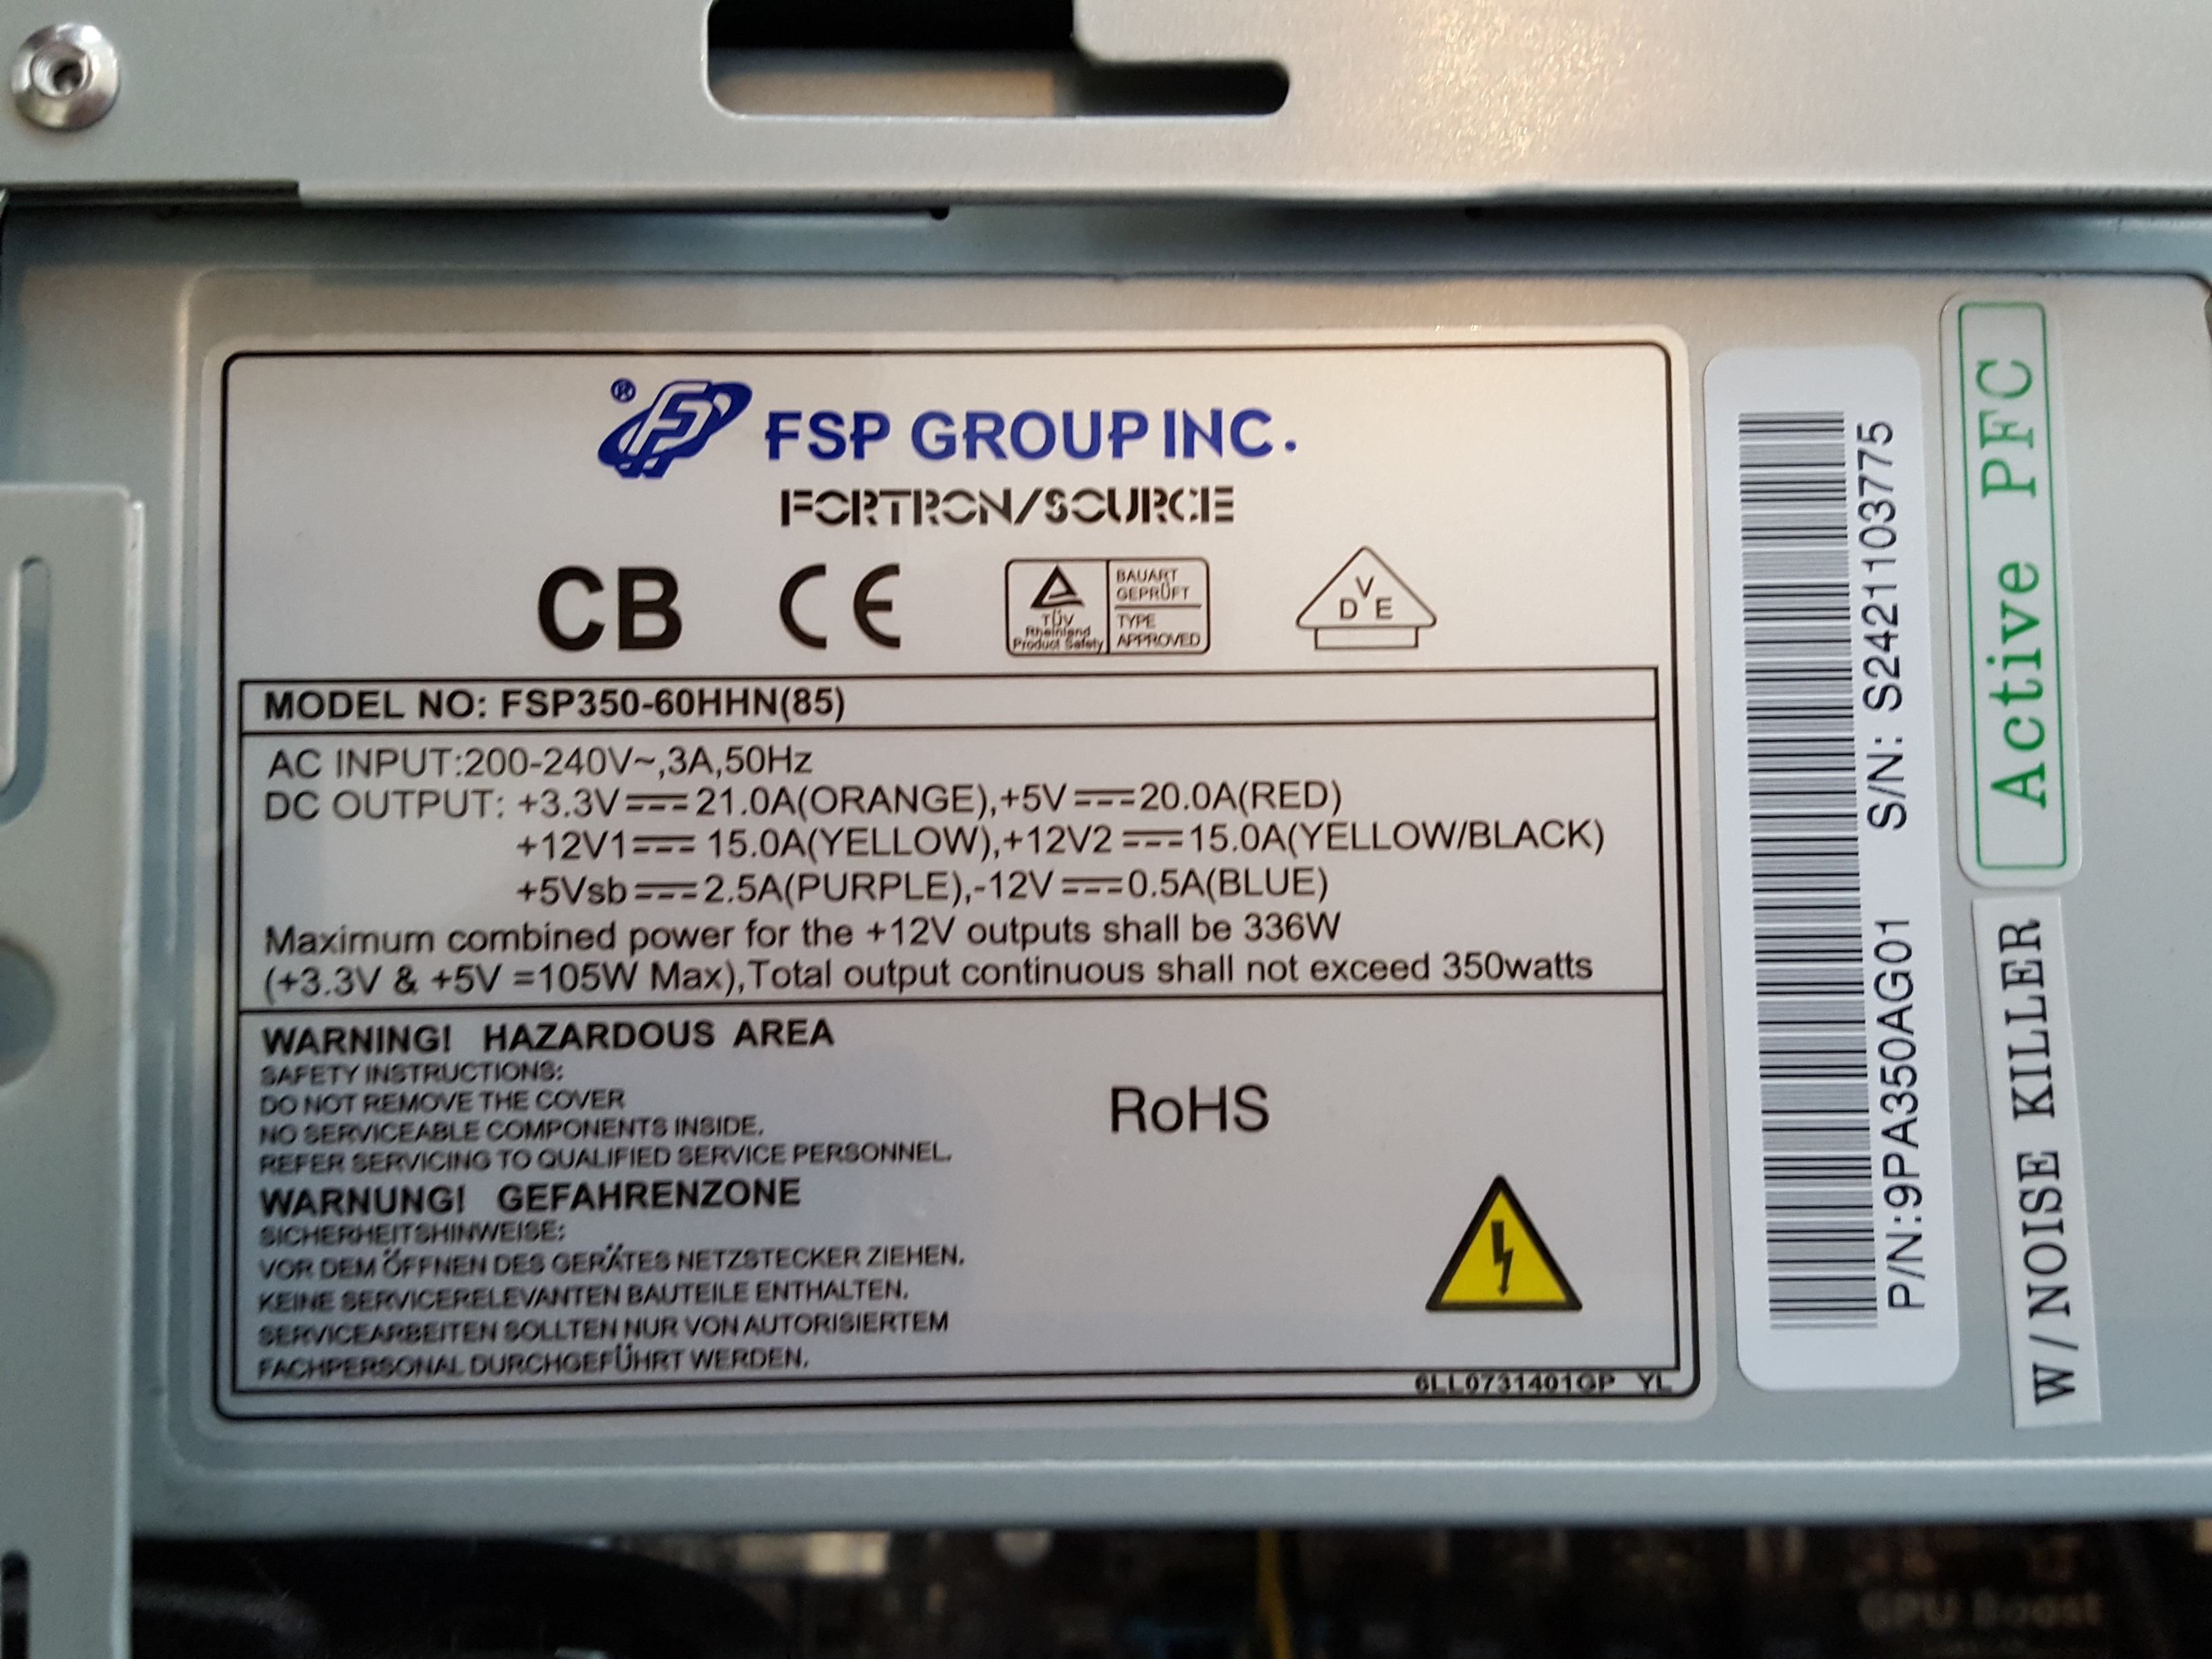 ® FSP GROUP INC.
FORTRON/SOURCE
CB CE
TÜV
Rheinland
Product Safety
BAUART
GEPRÜFT
TYPE
APPROVED
V
D E
MODEL NO: FSP350-60HHN(85)
AC INPUT:200-240V~,3A,50Hz
DC OUTPUT: +3.3V⎓21.0A(ORANGE),+5V⎓20.0A(RED)
+12V1⎓15.0A(YELLOW),+12V2⎓15.0A(YELLOW/BLACK)
+5Vsb⎓2.5A(PURPLE),-12V⎓0.5A(BLUE)
Maximum combined power for the +12V outputs shall be 336W
(+3.3V & +5V =105W Max),Total output continuous shall not exceed 350watts
WARNING! HAZARDOUS AREA
SAFETY INSTRUCTIONS:
DO NOT REMOVE THE COVER
NO SERVICEABLE COMPONENTS INSIDE.
REFER SERVICING TO QUALIFIED SERVICE PERSONNEL.
WARNUNG! GEFAHRENZONE
SICHERHEITSHINWEISE:
VOR DEM ÖFFNEN DES GERÄTES NETZSTECKER ZIEHEN.
KEINE SERVICERELEVANTEN BAUTEILE ENTHALTEN.
SERVICEARBEITEN SOLLTEN NUR VON AUTORISIERTEM
FACHPERSONAL DURCHGEFÜHRT WERDEN.
RoHS
6LL0731401GP YL
P/N:9PA350AG01 S/N: S2421103775
Active PFC
W/NOISE KILLER
GPU Boost